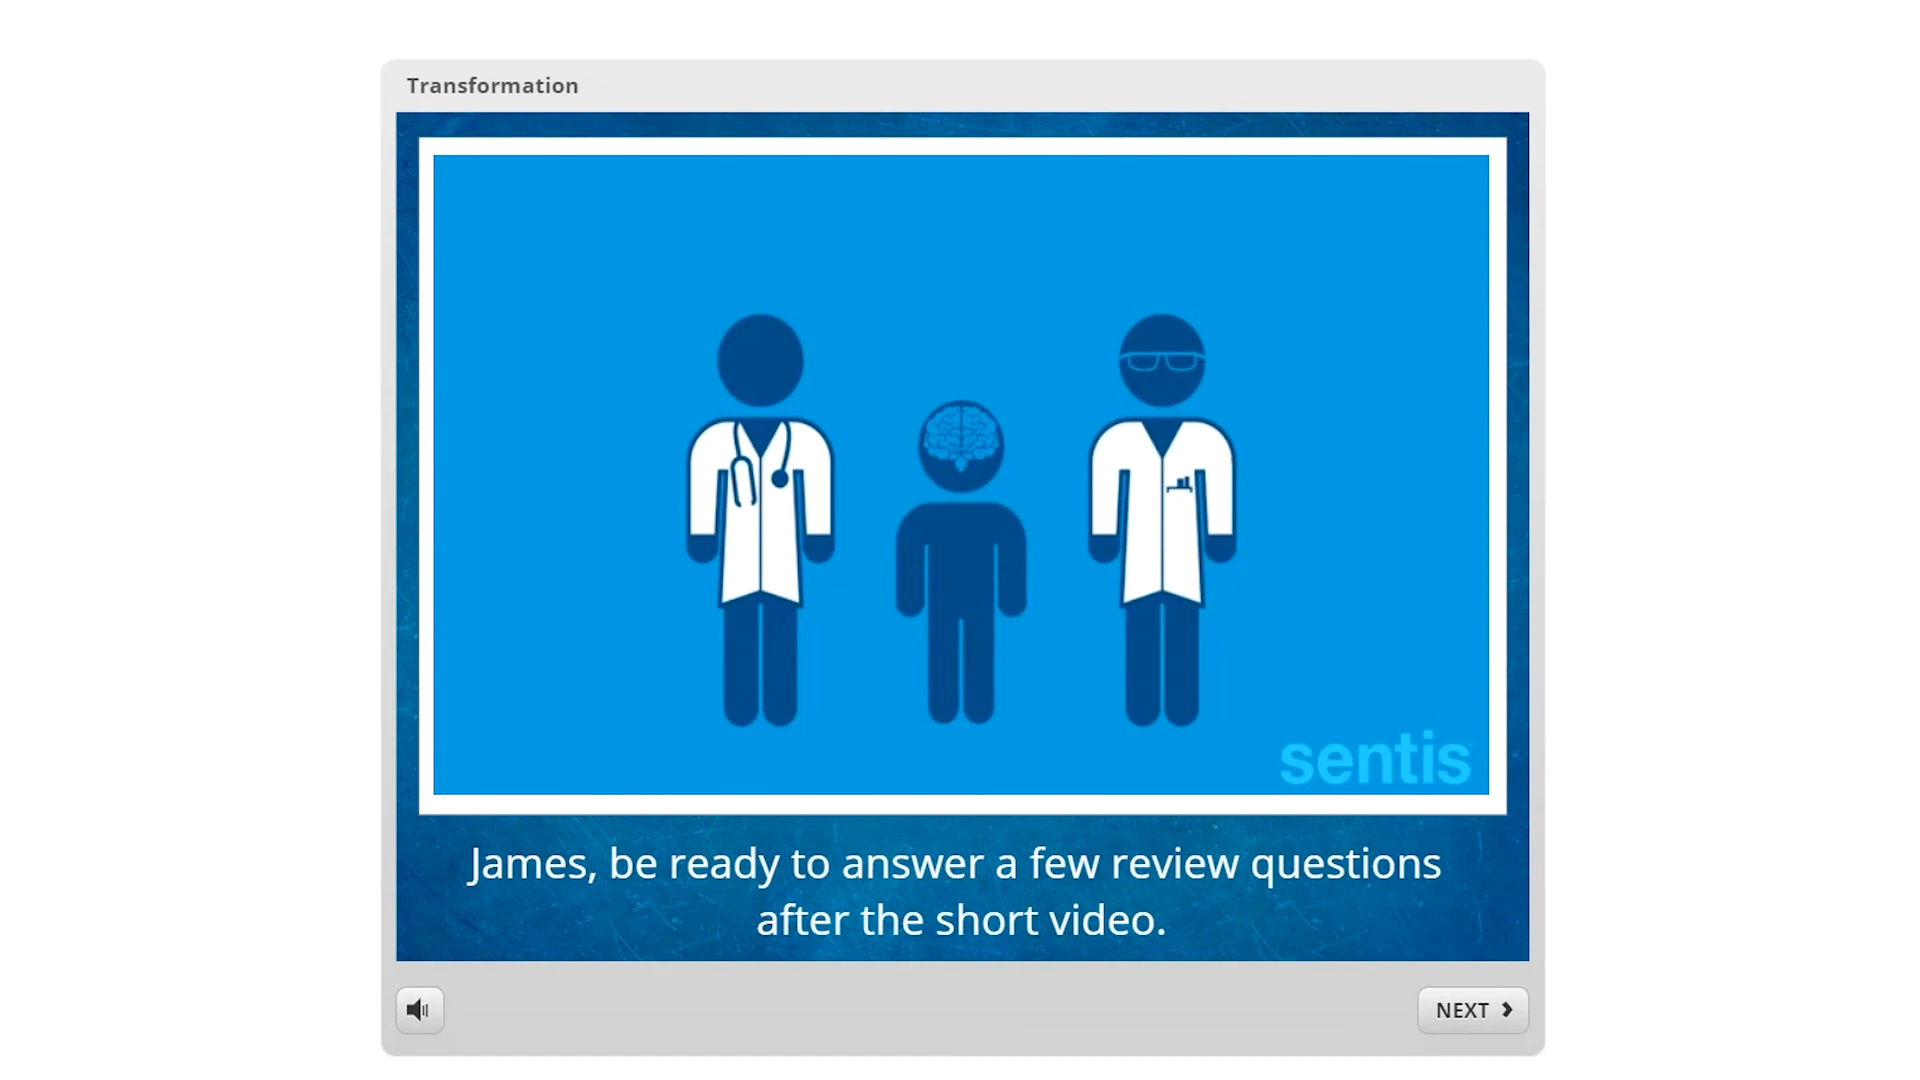 Transformation
sentis
James, be ready to answer a few review questions
after the short video.
NEXT